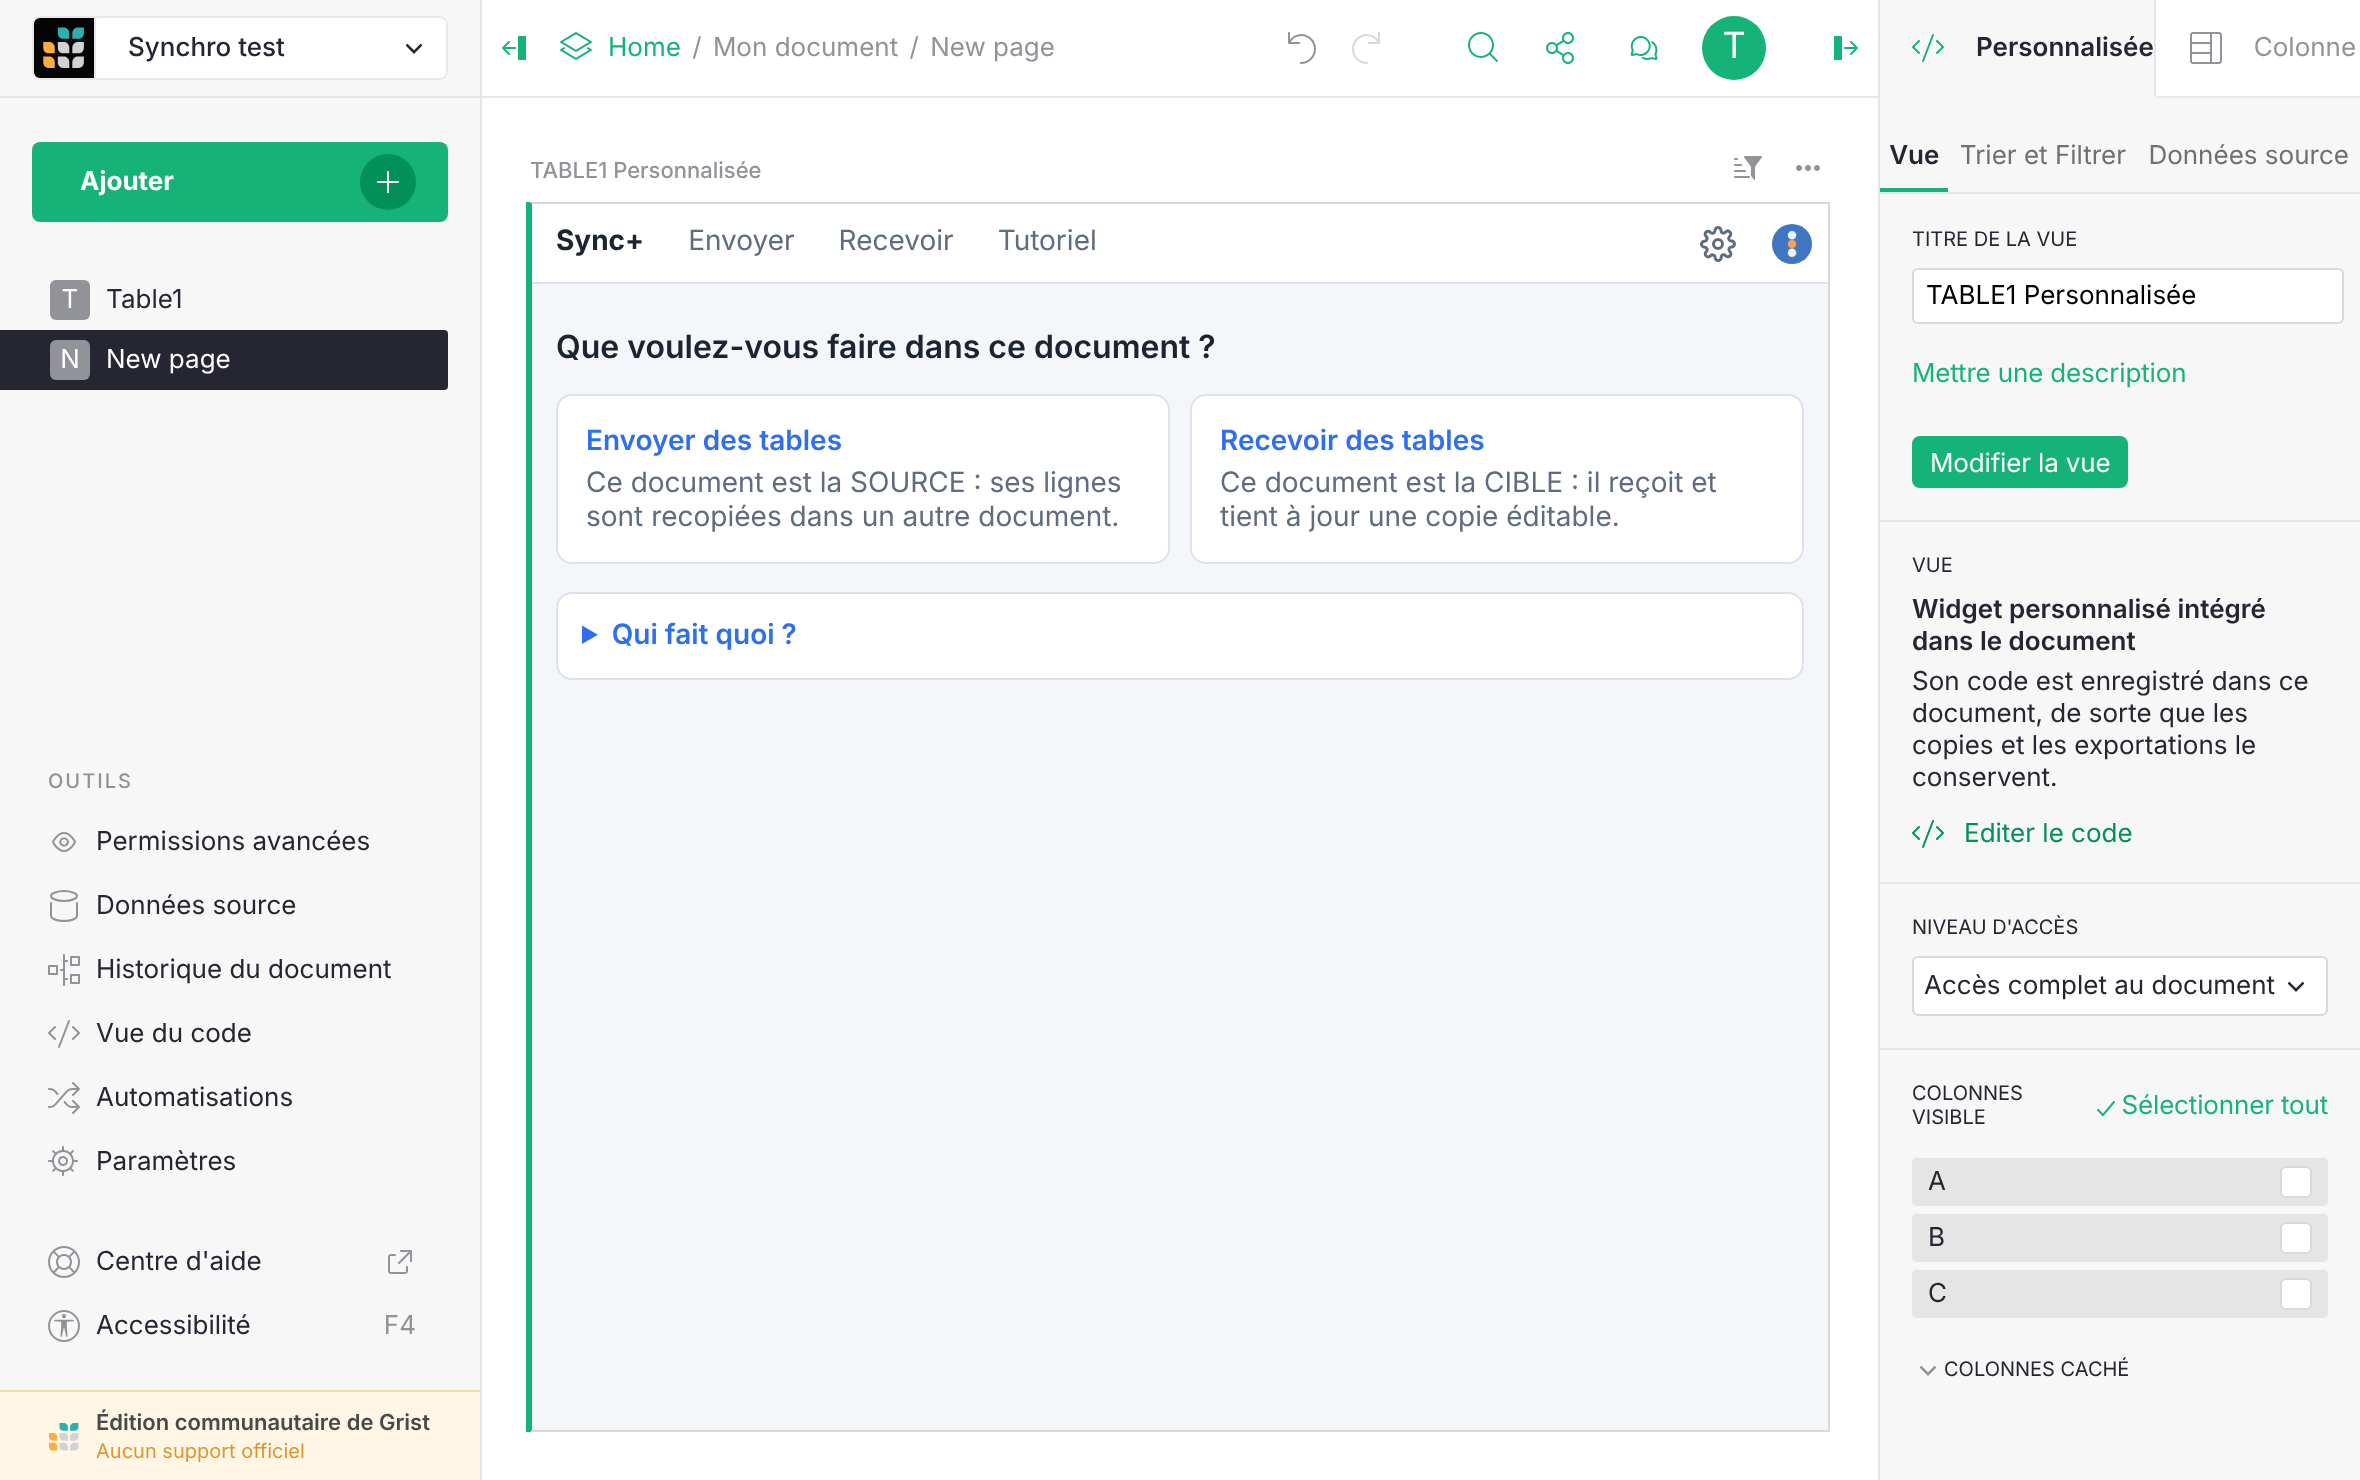 Synchro test
Home / Mon document / New page
T
Personnalisée
Colonne
Ajouter
T Table1
N New page
OUTILS
Permissions avancées
Données source
Historique du document
Vue du code
Automatisations
Paramètres
Centre d'aide
Accessibilité F4
Édition communautaire de Grist
Aucun support officiel
TABLE1 Personnalisée
Sync+ Envoyer Recevoir Tutoriel
Que voulez-vous faire dans ce document ?
Envoyer des tables
Ce document est la SOURCE : ses lignes
sont recopiées dans un autre document.
Recevoir des tables
Ce document est la CIBLE : il reçoit et
tient à jour une copie éditable.
Qui fait quoi ?
Vue Trier et Filtrer Données source
TITRE DE LA VUE
TABLE1 Personnalisée
Mettre une description
Modifier la vue
VUE
Widget personnalisé intégré
dans le document
Son code est enregistré dans ce
document, de sorte que les
copies et les exportations le
conservent.
Editer le code
NIVEAU D'ACCÈS
Accès complet au document
COLONNES
VISIBLE
Sélectionner tout
A
B
C
COLONNES CACHÉ